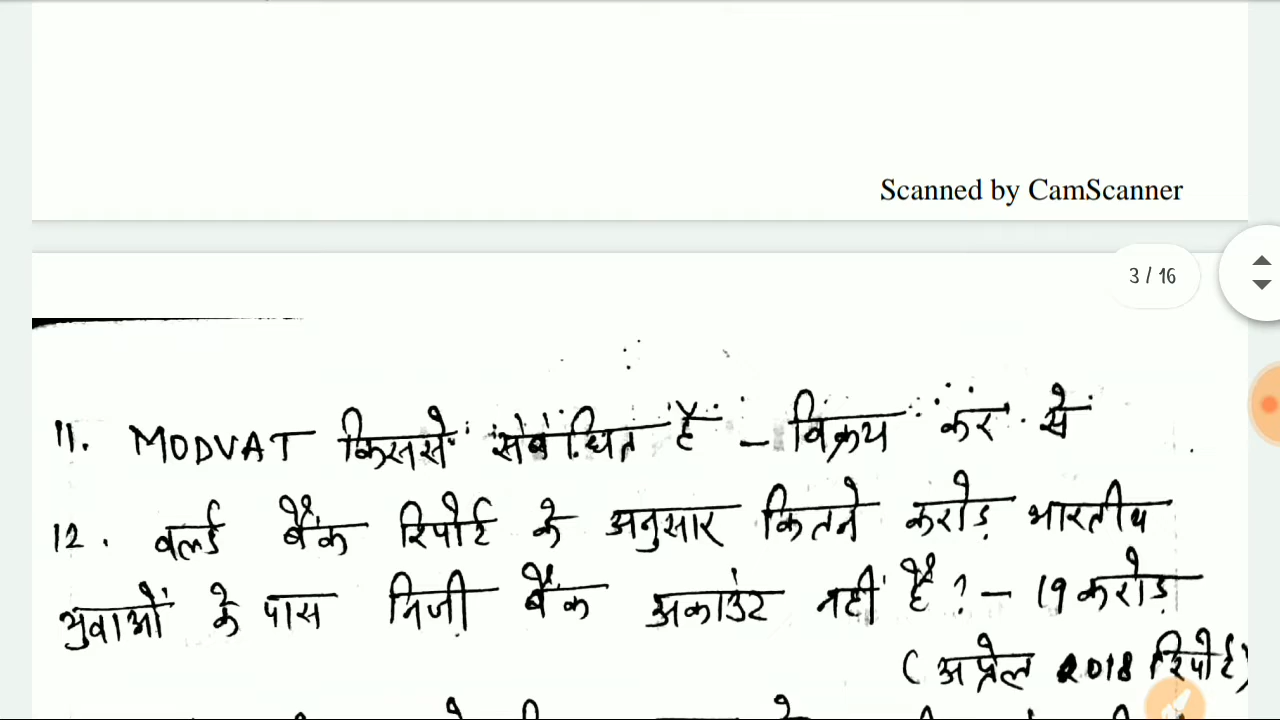 Scanned by CamScanner
3 / 16
11. MODVAT किससे संबंधित है – विक्रय कर से
12. वर्ल्ड बैंक रिपोर्ट के अनुसार कितने करोड़ भारतीय
युवाओं के पास निजी बैंक अकाउंट नहीं है ? – 19 करोड़
(अप्रेल 2018 रिपोर्ट)